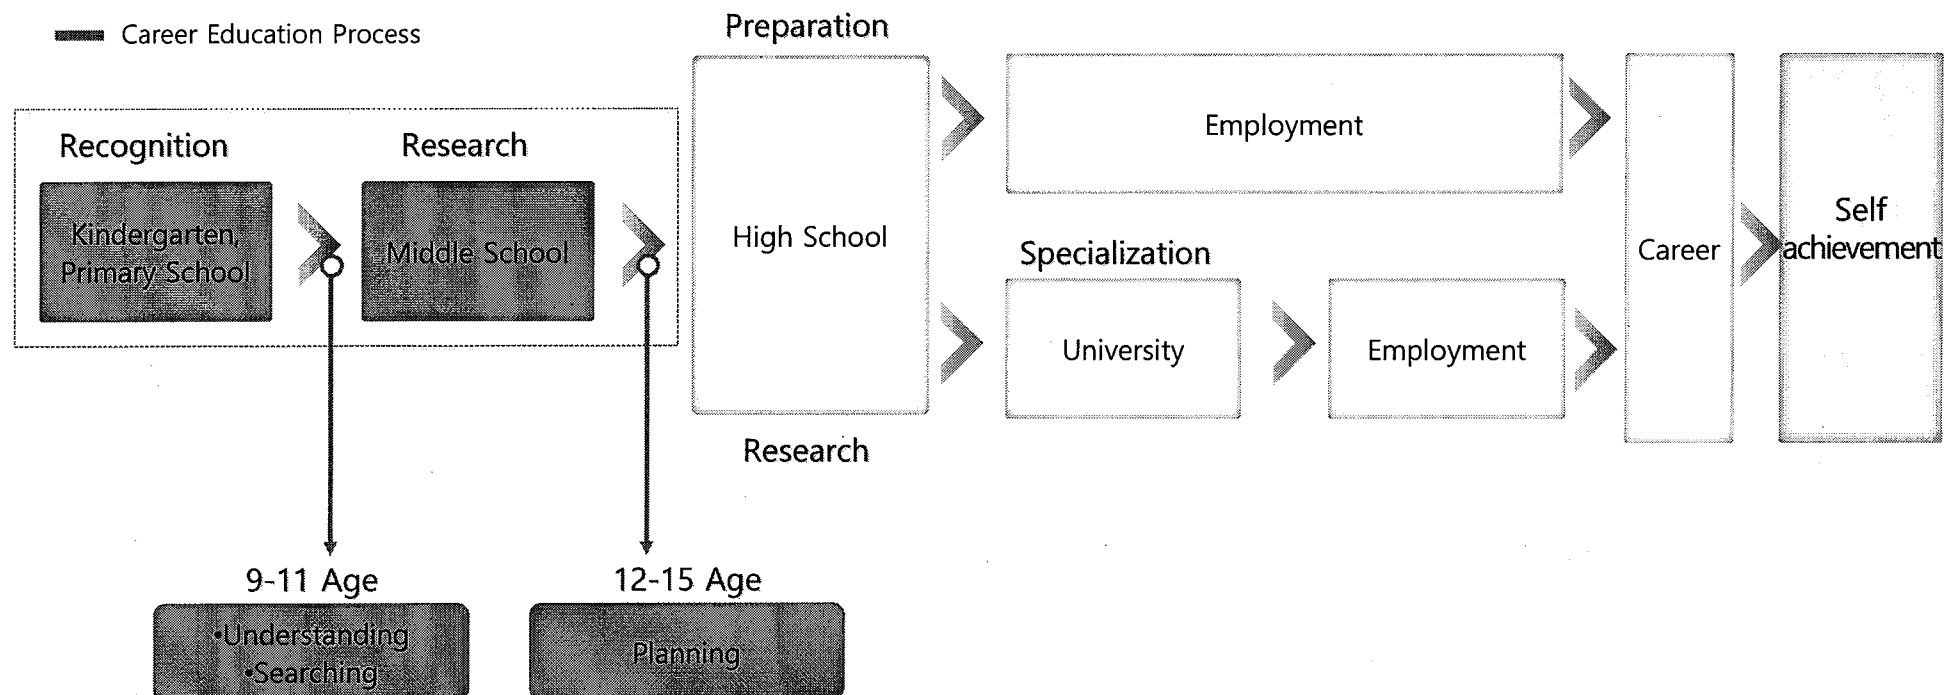 Career Education Process
Preparation
Recognition
Research
Kindergarten,
Primary School
Middle School
High School
Research
Employment
Specialization
University
Employment
Career
Self
achievement
9-11 Age
•Understanding
•Searching
12-15 Age
Planning